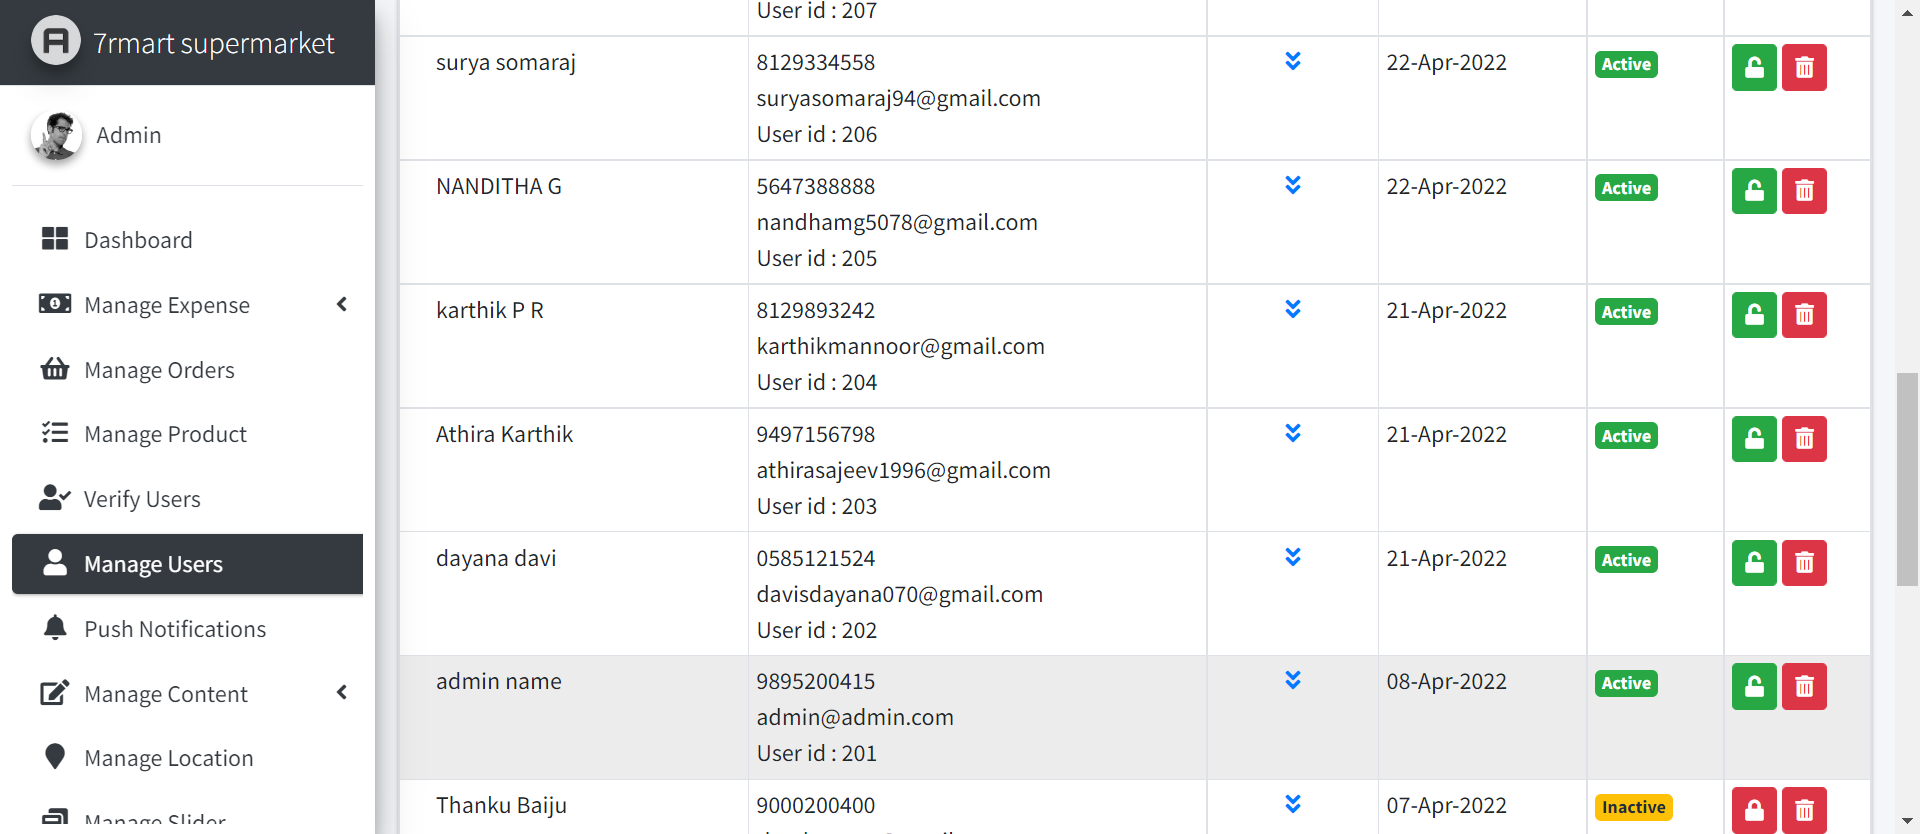 7rmart supermarket
Admin
Dashboard
Manage Expense
Manage Orders
Manage Product
Verify Users
Manage Users
Push Notifications
Manage Content
Manage Location
Manage Slider
User id : 207
surya somaraj
8129334558
suryasomaraj94@gmail.com
User id : 206
22-Apr-2022
Active
NANDITHA G
5647388888
nandhamg5078@gmail.com
User id : 205
22-Apr-2022
Active
karthik P R
8129893242
karthikmannoor@gmail.com
User id : 204
21-Apr-2022
Active
Athira Karthik
9497156798
athirasajeev1996@gmail.com
User id : 203
21-Apr-2022
Active
dayana davi
0585121524
davisdayana070@gmail.com
User id : 202
21-Apr-2022
Active
admin name
9895200415
admin@admin.com
User id : 201
08-Apr-2022
Active
Thanku Baiju
9000200400
07-Apr-2022
Inactive